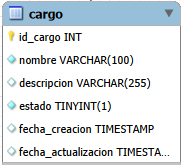 cargo
id_cargo INT
nombre VARCHAR(100)
descripcion VARCHAR(255)
estado TINYINT(1)
fecha_creacion TIMESTAMP
fecha_actualizacion TIMESTA...